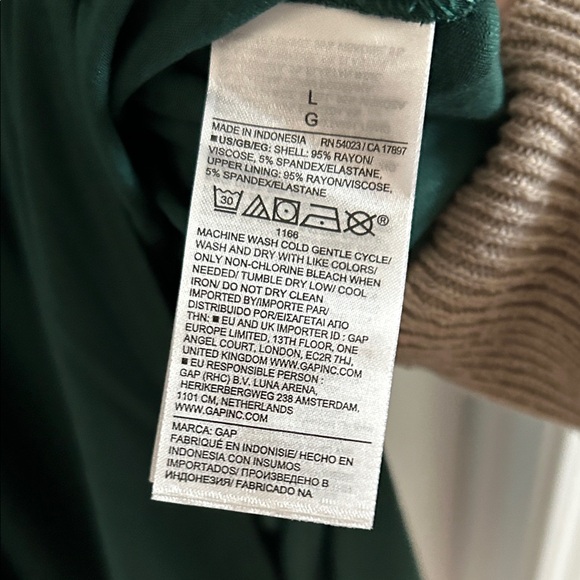 L
G
MADE IN INDONESIA RN 54023 / CA 17897
■US/GB/EG: SHELL: 95% RAYON/
VISCOSE, 5% SPANDEX/ELASTANE,
UPPER LINING: 95% RAYON/VISCOSE,
5% SPANDEX/ELASTANE
30 ®
1166
MACHINE WASH COLD GENTLE CYCLE/
WASH AND DRY WITH LIKE COLORS/
ONLY NON-CHLORINE BLEACH WHEN
NEEDED/ TUMBLE DRY LOW/ COOL
IRON/ DO NOT DRY CLEAN
IMPORTED BY/IMPORTE PAR/
DISTRIBUIDO POR/ΕΙΣΑΓΕΤΑΙ ΑΠΟ
ΤΗΝ: ■ EU AND UK IMPORTER ID : GAP
EUROPE LIMITED, 13TH FLOOR, ONE
ANGEL COURT, LONDON, EC2R 7HJ,
UNITED KINGDOM WWW.GAPINC.COM
■ EU RESPONSIBLE PERSON :
GAP (RHC) B.V. LUNA ARENA,
HERIKERBERGWEG 238 AMSTERDAM,
1101 CM, NETHERLANDS
WWW.GAPINC.COM
MARCA: GAP
FABRIQUÉ EN INDONISIE/ HECHO EN
INDONESIA CON INSUMOS
IMPORTADOS/ ПРОИЗВЕДЕНО В
ИНДОНЕЗИЯ/ FABRICADO NA